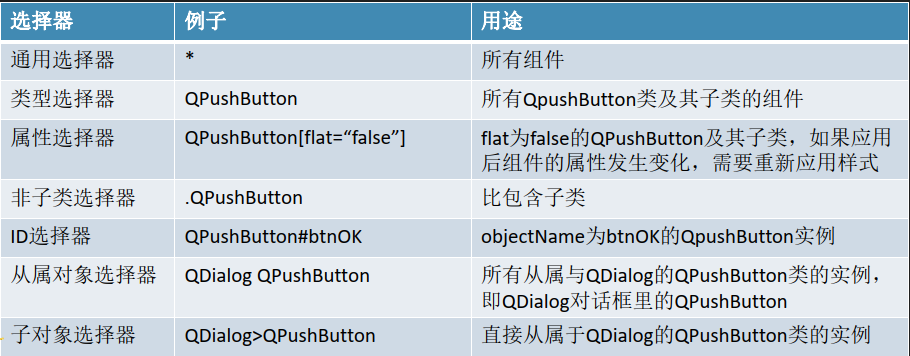 选择器 例子 用途
通用选择器 * 所有组件
类型选择器 QPushButton 所有QpushButton类及其子类的组件
属性选择器 QPushButton[flat=“false”] flat为false的QPushButton及其子类，如果应用
后组件的属性发生变化，需要重新应用样式
非子类选择器 .QPushButton 比包含子类
ID选择器 QPushButton#btnOK objectName为btnOK的QpushButton实例
从属对象选择器 QDialog QPushButton 所有从属与QDialog的QPushButton类的实例，
即QDialog对话框里的QPushButton
子对象选择器 QDialog>QPushButton 直接从属于QDialog的QPushButton类的实例